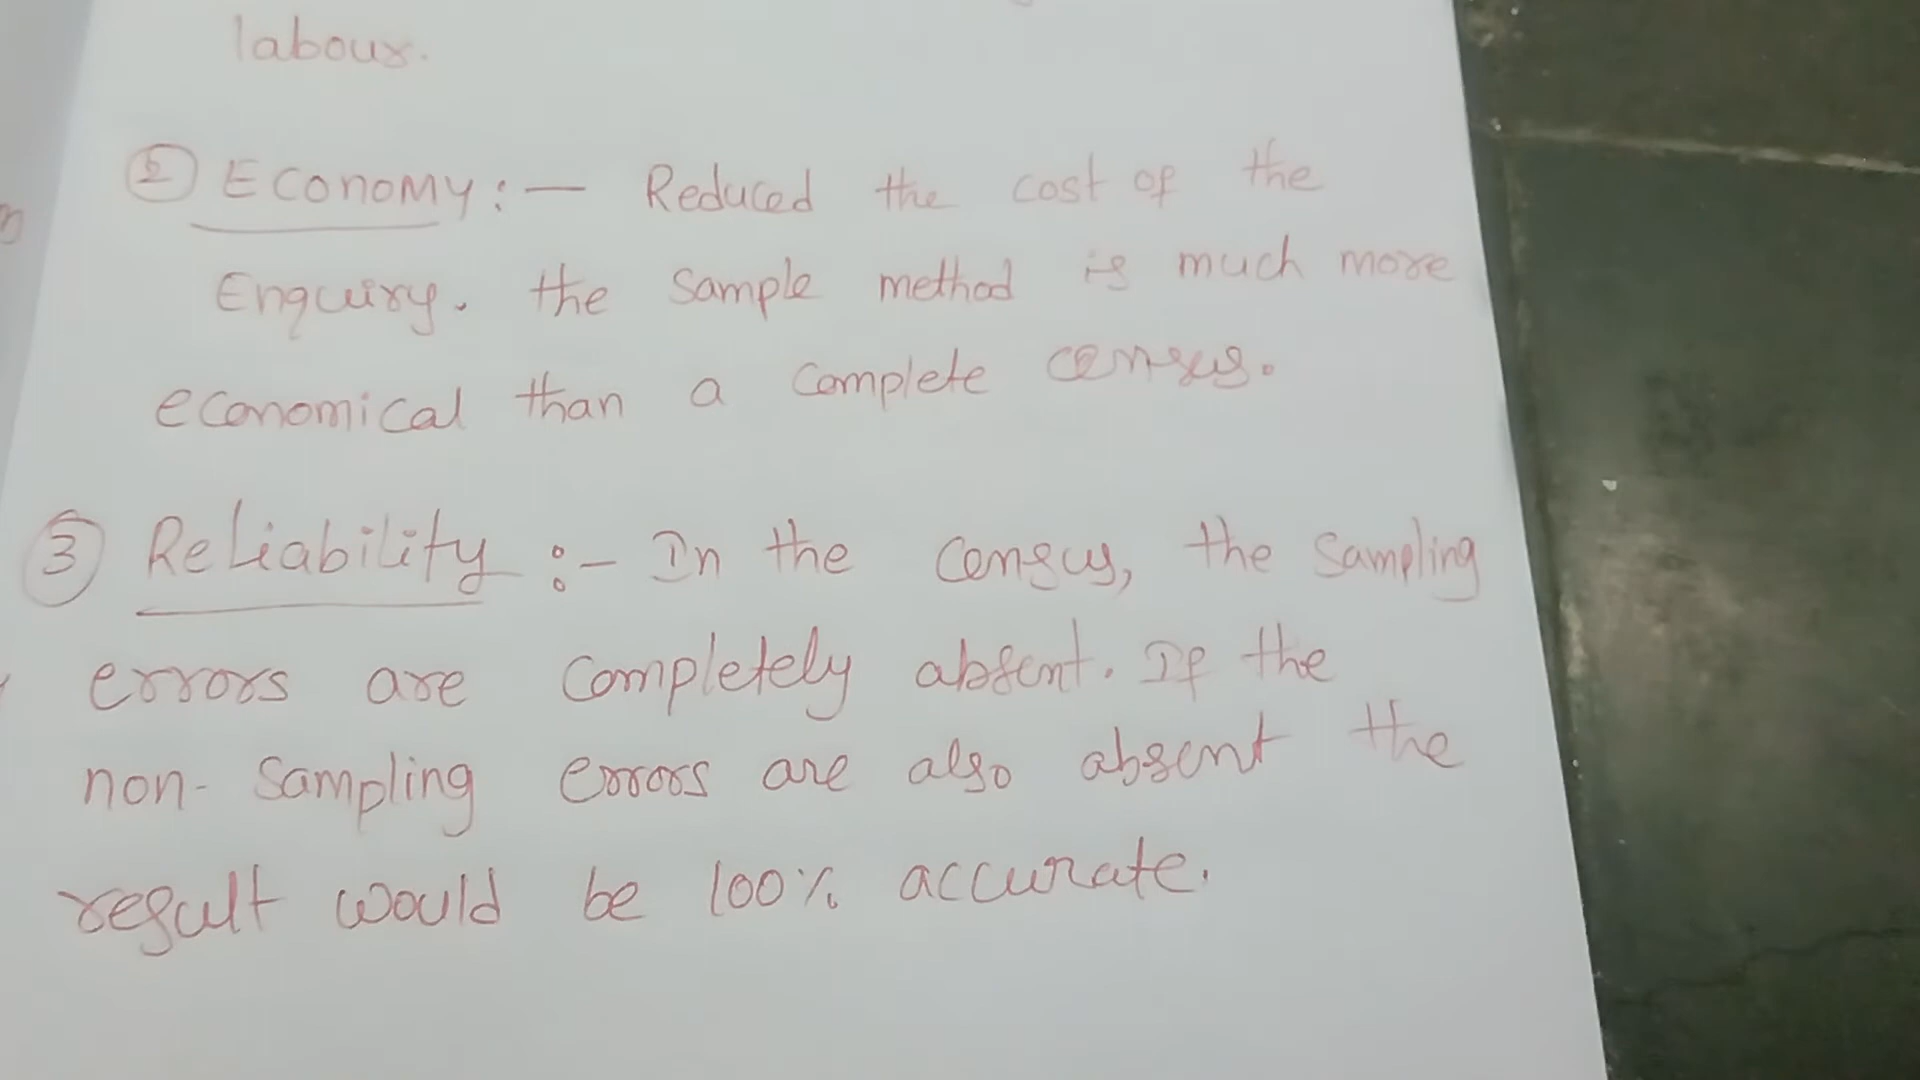 labour.
② Economy :— Reduced the cost of the
Enquiry. the sample method is much more
economical than a complete census.
③ Reliability :- In the census, the sampling
errors are completely absent. If the
non-sampling errors are also absent the
result would be 100% accurate.